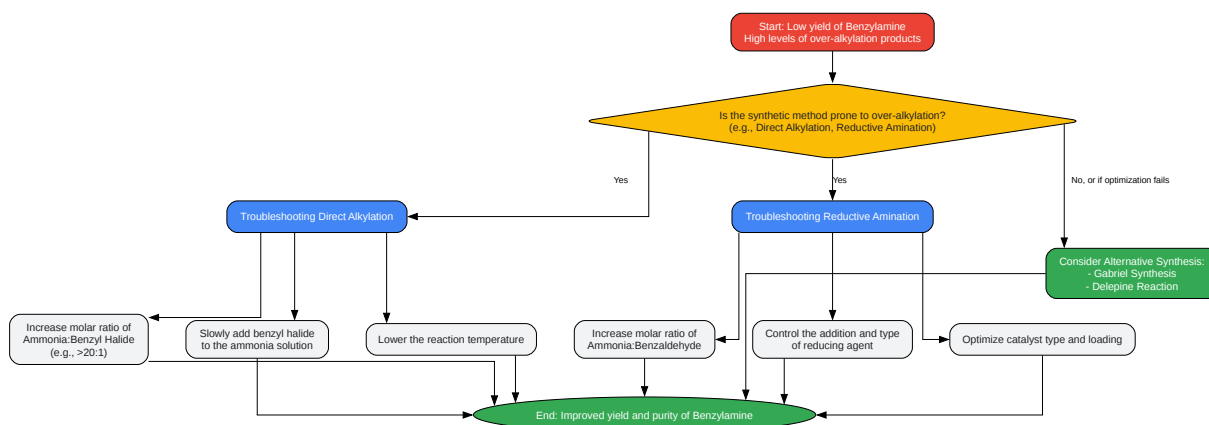 Start: Low yield of Benzylamine
High levels of over-alkylation products
Is the synthetic method prone to over-alkylation?
(e.g., Direct Alkylation, Reductive Amination)
Yes
Yes
No, or if optimization fails
Troubleshooting Direct Alkylation
Troubleshooting Reductive Amination
Consider Alternative Synthesis:
- Gabriel Synthesis
- Delepine Reaction
Increase molar ratio of
Ammonia:Benzyl Halide
(e.g., >20:1)
Slowly add benzyl halide
to the ammonia solution
Lower the reaction temperature
Increase molar ratio of
Ammonia:Benzaldehyde
Control the addition and type
of reducing agent
Optimize catalyst type and loading
End: Improved yield and purity of Benzylamine